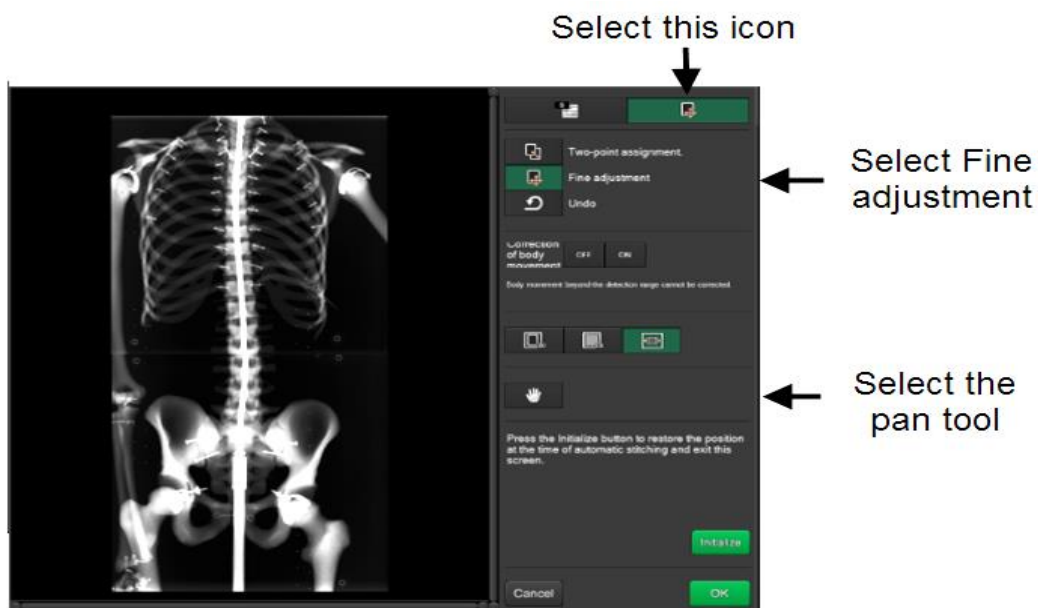 Select this icon
Two-point assignment.
Fine adjustment
Undo
Select Fine
adjustment
Correction
of body
movement
OFF
ON
Body movement beyond the detection range cannot be corrected.
Select the
pan tool
Press the Initialize button to restore the position
at the time of automatic stitching and exit this
screen.
Initialize
Cancel
OK